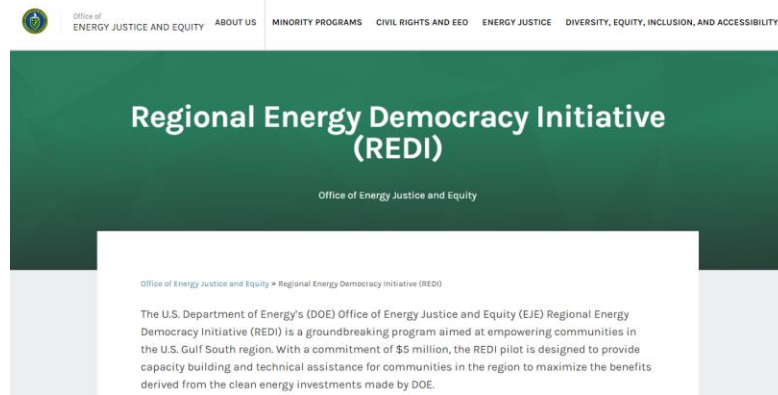 Office of
ENERGY JUSTICE AND EQUITY
ABOUT US
MINORITY PROGRAMS
CIVIL RIGHTS AND EEO
ENERGY JUSTICE
DIVERSITY, EQUITY, INCLUSION, AND ACCESSIBILITY
Regional Energy Democracy Initiative
(REDI)
Office of Energy Justice and Equity
Office of Energy Justice and Equity » Regional Energy Democracy Initiative (REDI)
The U.S. Department of Energy's (DOE) Office of Energy Justice and Equity (EJE) Regional Energy
Democracy Initiative (REDI) is a groundbreaking program aimed at empowering communities in
the U.S. Gulf South region. With a commitment of $5 million, the REDI pilot is designed to provide
capacity building and technical assistance for communities in the region to maximize the benefits
derived from the clean energy investments made by DOE.